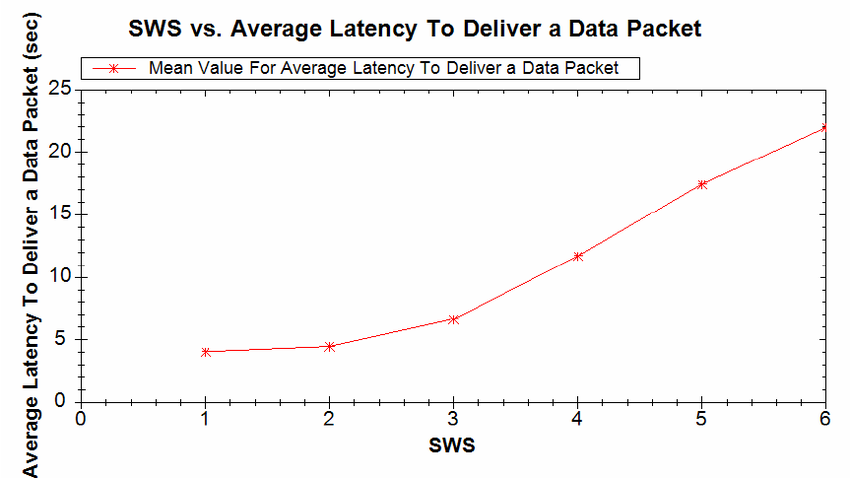 SWS vs. Average Latency To Deliver a Data Packet
Mean Value For Average Latency To Deliver a Data Packet
Average Latency To Deliver a Data Packet (sec)
25
20
15
10
5
0
0 1 2 3 4 5 6
SWS